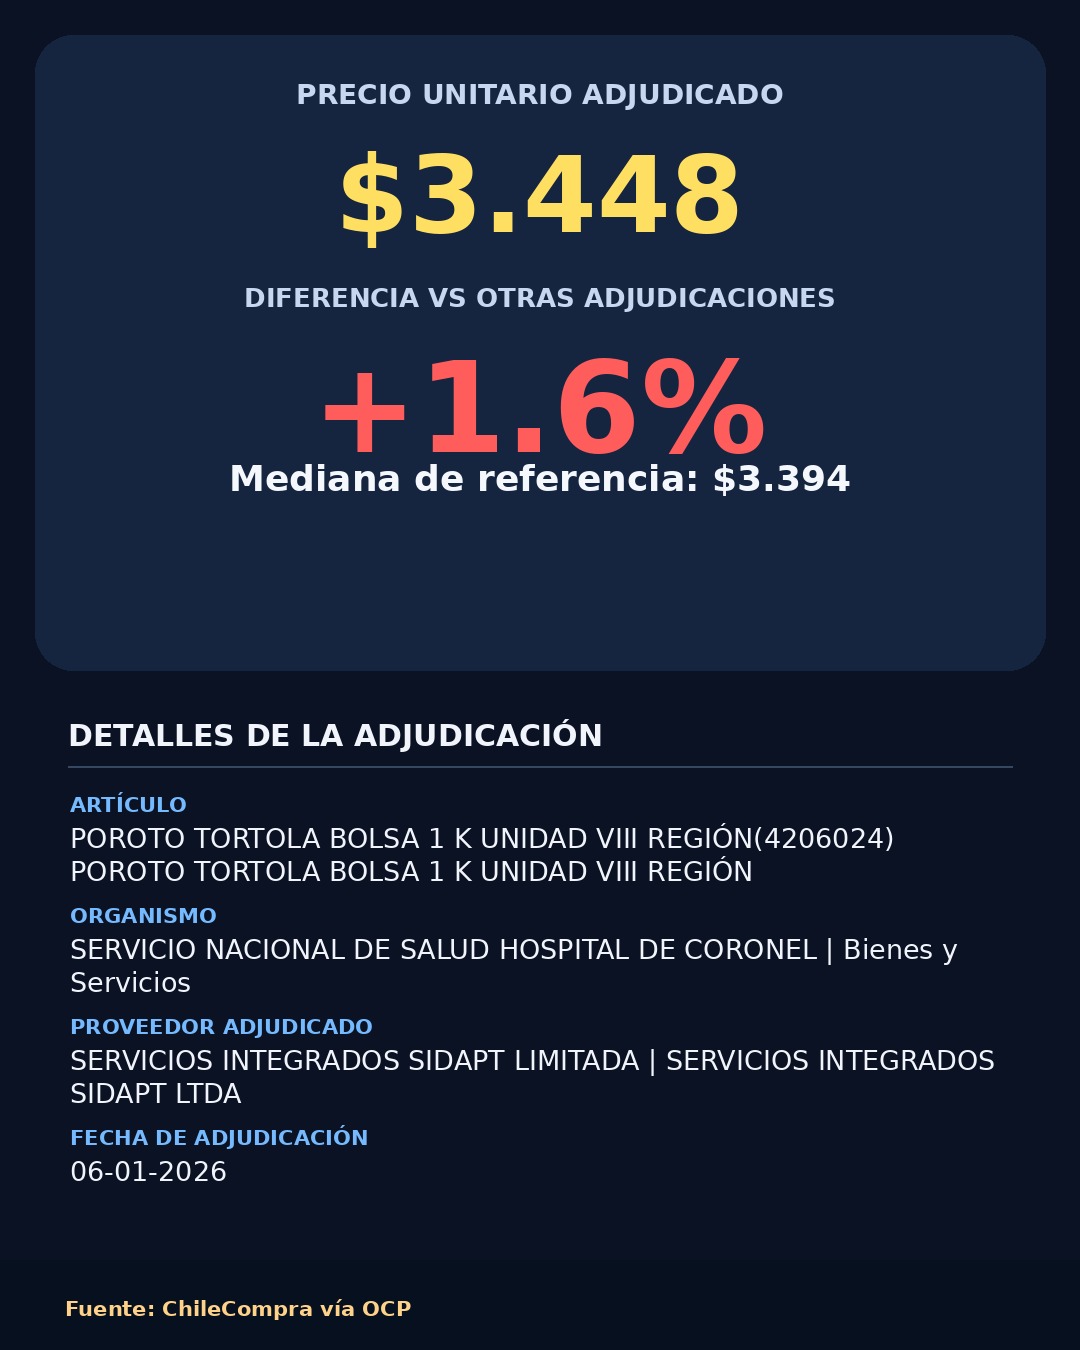 PRECIO UNITARIO ADJUDICADO
$3.448
DIFERENCIA VS OTRAS ADJUDICACIONES
+1.6%
Mediana de referencia: $3.394
DETALLES DE LA ADJUDICACIÓN
ARTÍCULO
POROTO TORTOLA BOLSA 1 K UNIDAD VIII REGIÓN(4206024)
POROTO TORTOLA BOLSA 1 K UNIDAD VIII REGIÓN
ORGANISMO
SERVICIO NACIONAL DE SALUD HOSPITAL DE CORONEL | Bienes y
Servicios
PROVEEDOR ADJUDICADO
SERVICIOS INTEGRADOS SIDAPT LIMITADA | SERVICIOS INTEGRADOS
SIDAPT LTDA
FECHA DE ADJUDICACIÓN
06-01-2026
Fuente: ChileCompra vía OCP